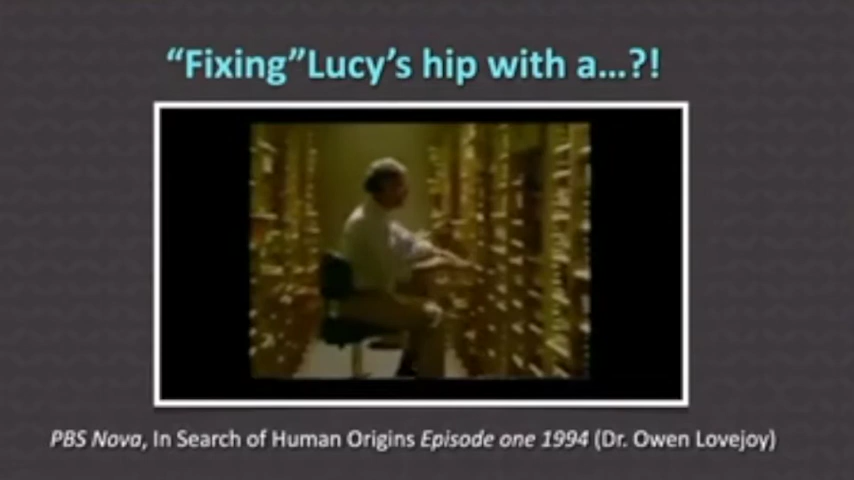 “Fixing”Lucy’s hip with a...?!
PBS Nova, In Search of Human Origins Episode one 1994 (Dr. Owen Lovejoy)